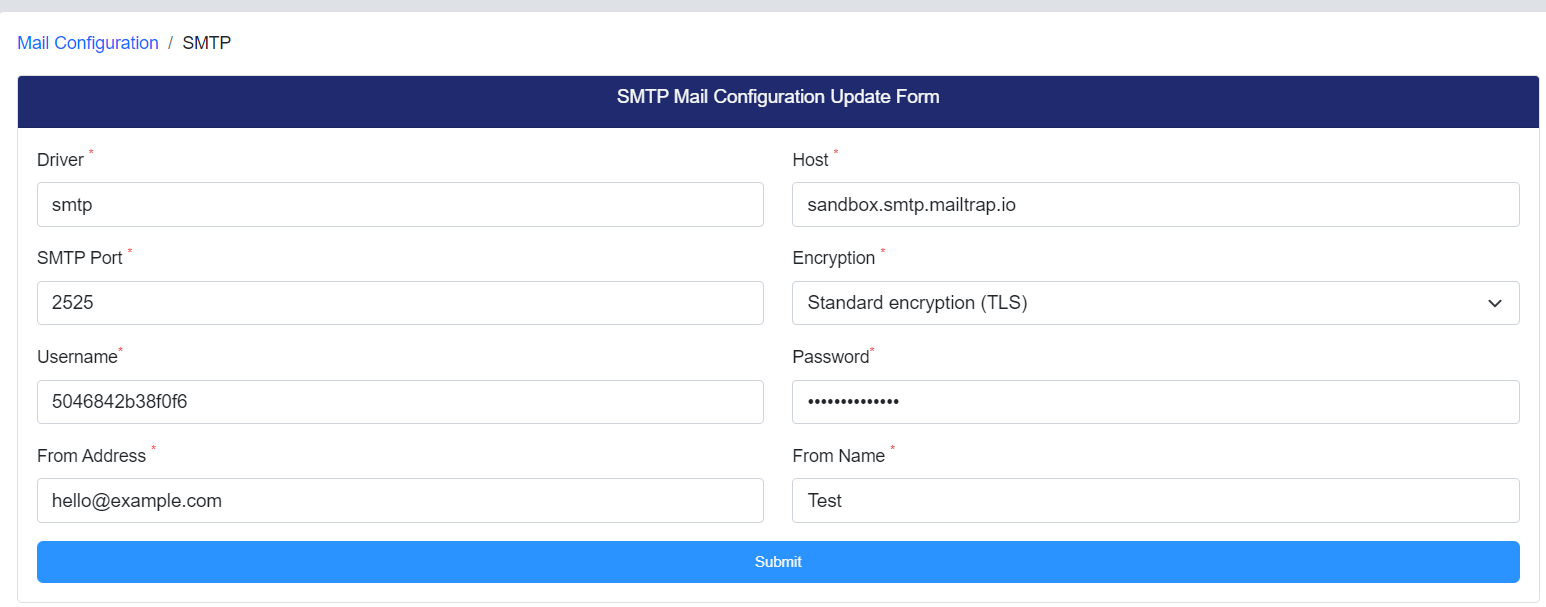 Mail Configuration / SMTP
SMTP Mail Configuration Update Form
Driver *
Host *
smtp
sandbox.smtp.mailtrap.io
SMTP Port *
Encryption *
2525
Standard encryption (TLS)
Username*
Password*
5046842b38f0f6
••••••••••••••
From Address *
From Name *
hello@example.com
Test
Submit